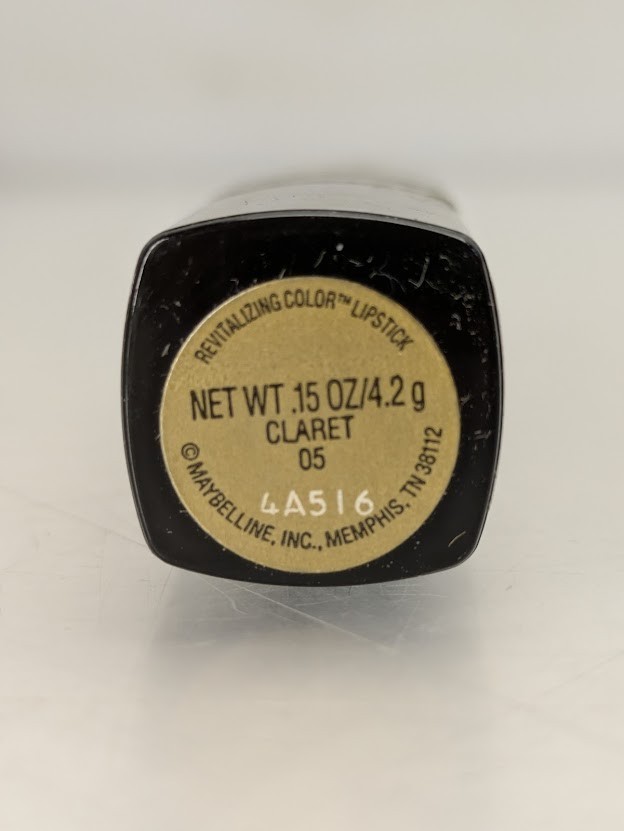 REVITALIZING COLOR™ LIPSTICK
NET WT .15 OZ/4.2 g
CLARET
05
4A516
©MAYBELLINE, INC., MEMPHIS, TN 38112